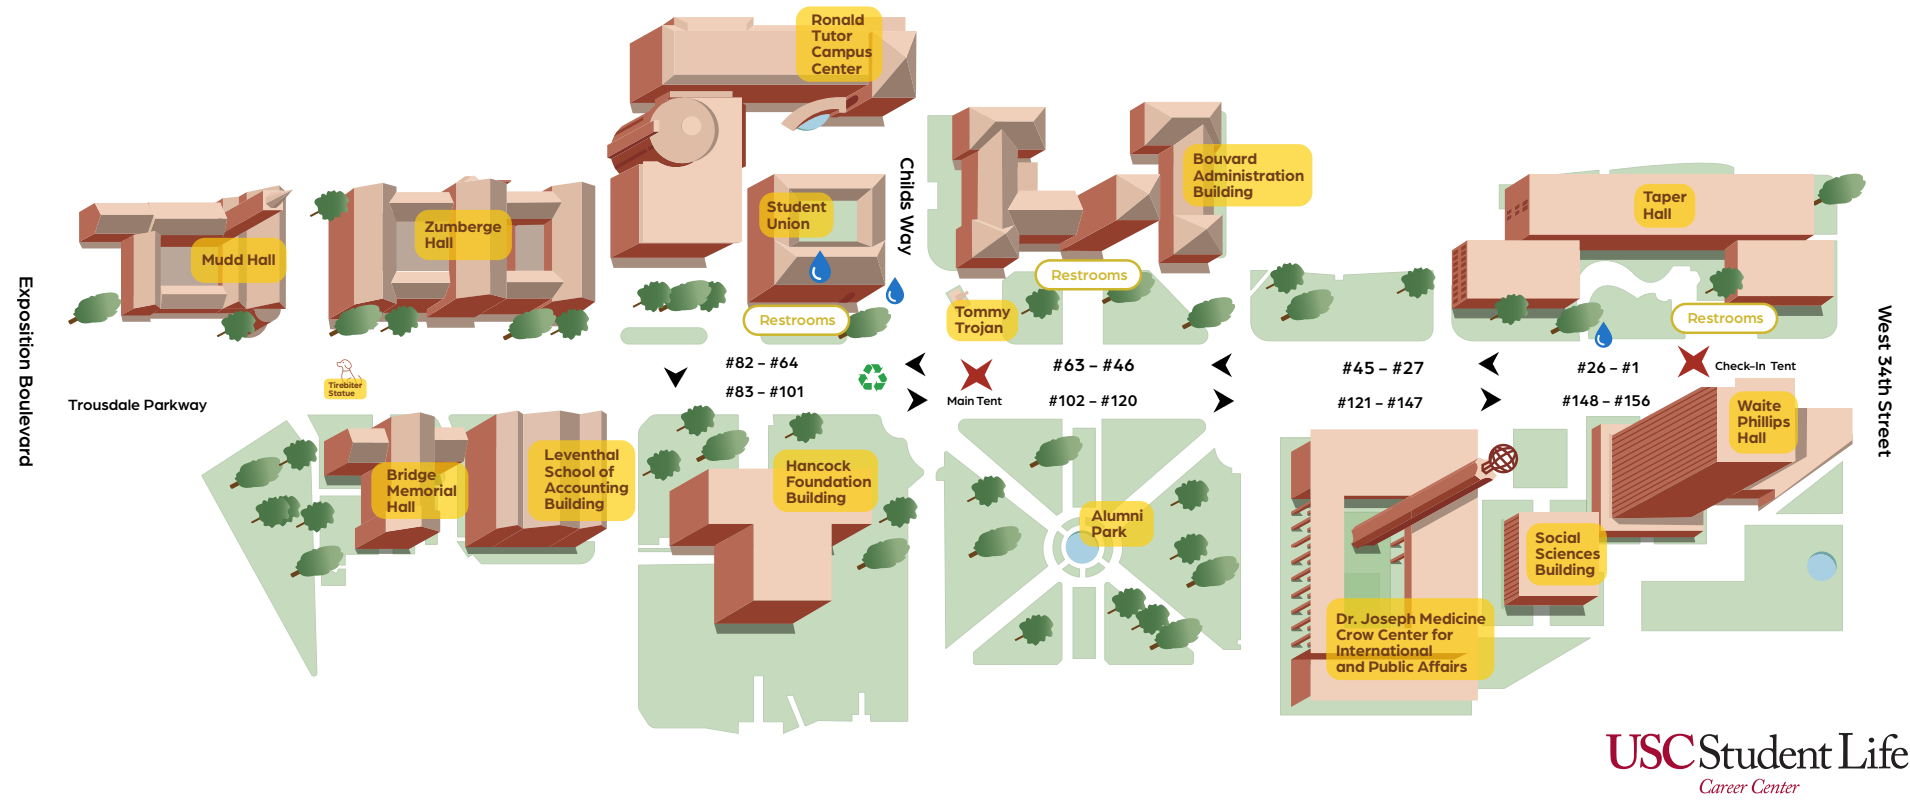 Ronald
Tutor
Campus
Center
Bouvard
Administration
Building
Childs Way
Taper
Hall
Student
Union
Zumberge
Hall
Mudd Hall
Restrooms
Tommy
Trojan
Restrooms
Restrooms
Exposition Boulevard
West 34th Street
#82 – #64
#63 – #46
#45 – #27
#26 – #1
Check-In Tent
Tirebiter
Statue
#83 – #101
Main Tent
#102 – #120
#121 – #147
#148 – #156
Trousdale Parkway
Waite
Phillips
Hall
Bridge
Memorial
Hall
Leventhal
School of
Accounting
Building
Hancock
Foundation
Building
Alumni
Park
Social
Sciences
Building
Dr. Joseph Medicine
Crow Center for
International
and Public Affairs
USC Student Life
Career Center